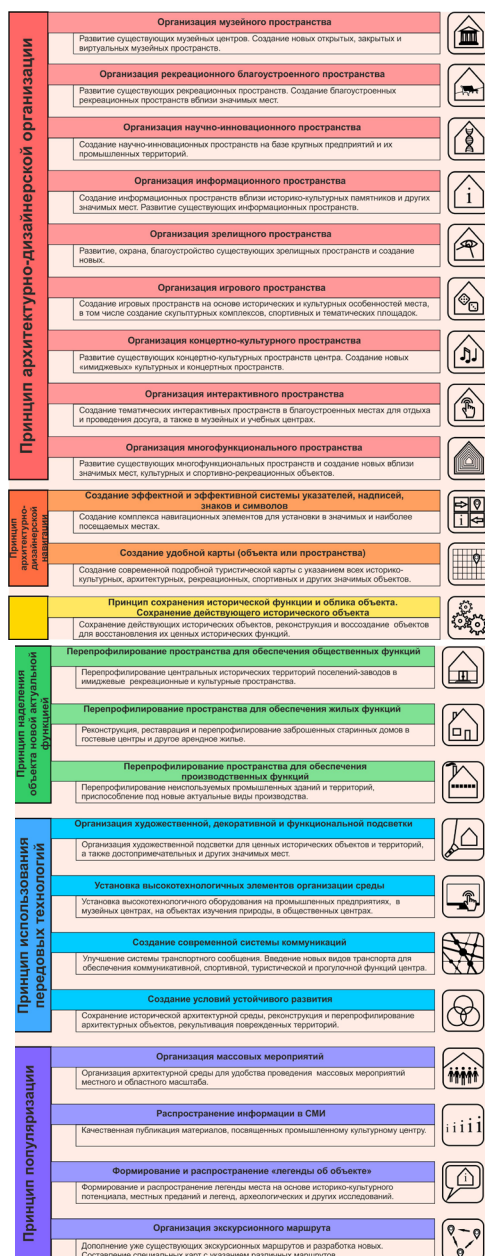 Принцип архитектурно-дизайнерской организации
Организация музейного пространства
Развитие существующих музейных центров. Создание новых открытых, закрытых и
виртуальных музейных пространств.
Организация рекреационного благоустроенного пространства
Развитие существующих рекреационных пространств. Создание благоустроенных
рекреационных пространств вблизи значимых мест.
Организация научно-инновационного пространства
Создание научно-инновационных пространств на базе крупных предприятий и их
промышленных территорий.
Организация информационного пространства
Создание информационных пространств вблизи историко-культурных памятников и других
значимых мест. Развитие существующих информационных пространств.
i
Организация зрелищного пространства
Развитие, охрана, благоустройство существующих зрелищных пространств и создание
новых.
Организация игрового пространства
Создание игровых пространств на основе исторических и культурных особенностей места,
в том числе создание скульптурных комплексов, спортивных и тематических площадок.
Организация концертно-культурного пространства
Развитие существующих концертно-культурных пространств центра. Создание новых
«имиджевых» культурных и концертных пространств.
Организация интерактивного пространства
Создание тематических интерактивных пространств в благоустроенных местах для отдыха
и проведения досуга, а также в музейных и учебных центрах.
Организация многофункционального пространства
Развитие существующих многофункциональных пространств и создание новых вблизи
значимых мест, культурных и спортивно-рекреационных объектов.
Принцип
архитектурно-
дизайнерской
навигации
Создание эффектной и эффективной системы указателей, надписей,
знаков и символов
Создание комплекса навигационных элементов для установки в значимых и наиболее
посещаемых местах.
i
Создание удобной карты (объекта или пространства)
Создание современной подробной туристической карты с указанием всех историко-
культурных, архитектурных, рекреационных, спортивных и других значимых объектов.
Принцип сохранения исторической функции и облика объекта.
Сохранение действующего исторического объекта
Сохранение действующих исторических объектов, реконструкция и воссоздание объектов
для восстановления их ценных исторических функций.
Принцип наделения
объекта новой актуальной
функцией
Перепрофилирование пространства для обеспечения общественных функций
Перепрофилирование центральных исторических территорий поселений-заводов в
имиджевые рекреационные и культурные пространства.
Перепрофилирование пространства для обеспечения жилых функций
Реконструкция, реставрация и перепрофилирование заброшенных старинных домов в
гостевые центры и другое арендное жилье.
Перепрофилирование пространства для обеспечения
производственных функций
Перепрофилирование неиспользуемых промышленных зданий и территорий,
приспособление под новые актуальные виды производства.
Принцип использования
передовых технологий
Организация художественной, декоративной и функциональной подсветки
Организация художественной подсветки для ценных исторических объектов и территорий,
а также достопримечательных и других значимых мест.
Установка высокотехнологичных элементов организации среды
Установка высокотехнологичного оборудования на промышленных предприятиях, в
музейных центрах, на объектах изучения природы, в общественных центрах.
Создание современной системы коммуникаций
Улучшение системы транспортного сообщения. Введение новых видов транспорта для
обеспечения коммуникативной, спортивной, туристической и прогулочной функций центра.
Создание условий устойчивого развития
Сохранение исторической архитектурной среды, реконструкция и перепрофилирование
архитектурных объектов, рекультивация поврежденных территорий.
Принцип популяризации
Организация массовых мероприятий
Организация архитектурной среды для удобства проведения массовых мероприятий
местного и областного масштаба.
Распространение информации в СМИ
Качественная публикация материалов, посвященных промышленному культурному центру.
i i i i i
Формирование и распространение «легенды об объекте»
Формирование и распространение легенды места на основе историко-культурного
потенциала, местных преданий и легенд, археологических и других исследований.
i
Организация экскурсионного маршрута
Дополнение уже существующих экскурсионных маршрутов и разработка новых.
Составление специальных карт с указанием различных маршрутов.